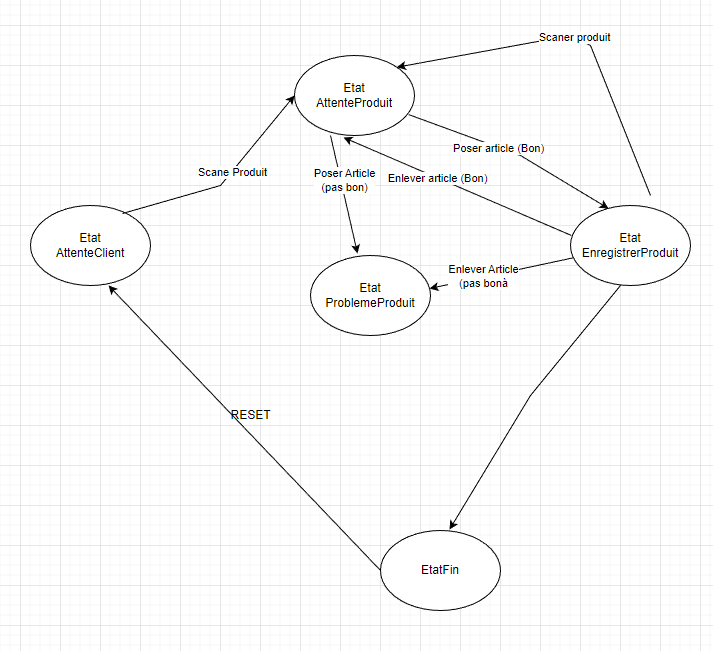 Scaner produit
Etat
AttenteProduit
Poser article (Bon)
Scane Produit
Poser Article
(pas bon)
Enlever article (Bon)
Etat
AttenteClient
Etat
EnregistrerProduit
Enlever Article
(pas bonà
Etat
ProblemeProduit
RESET
EtatFin